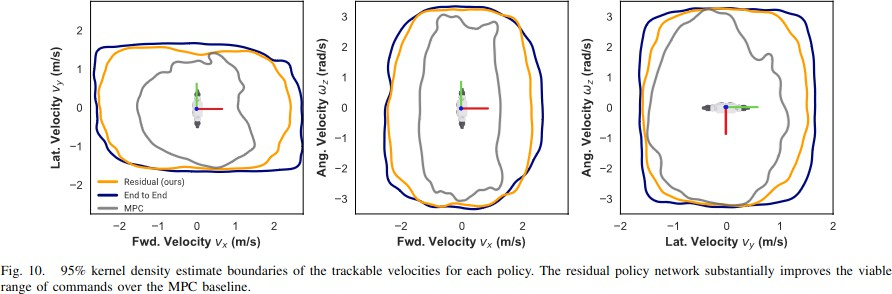 Lat. Velocity v_y (m/s)
2
1
0
−1
−2
Residual (ours)
End to End
MPC
−2 −1 0 1 2
Fwd. Velocity v_x (m/s)
Ang. Velocity ω_z (rad/s)
3
2
1
0
−1
−2
−3
−2 0 2
Fwd. Velocity v_x (m/s)
Ang. Velocity ω_z (rad/s)
3
2
1
0
−1
−2
−3
−2 −1 0 1 2
Lat. Velocity v_y (m/s)
Fig. 10. 95% kernel density estimate boundaries of the trackable velocities for each policy. The residual policy network substantially improves the viable
range of commands over the MPC baseline.